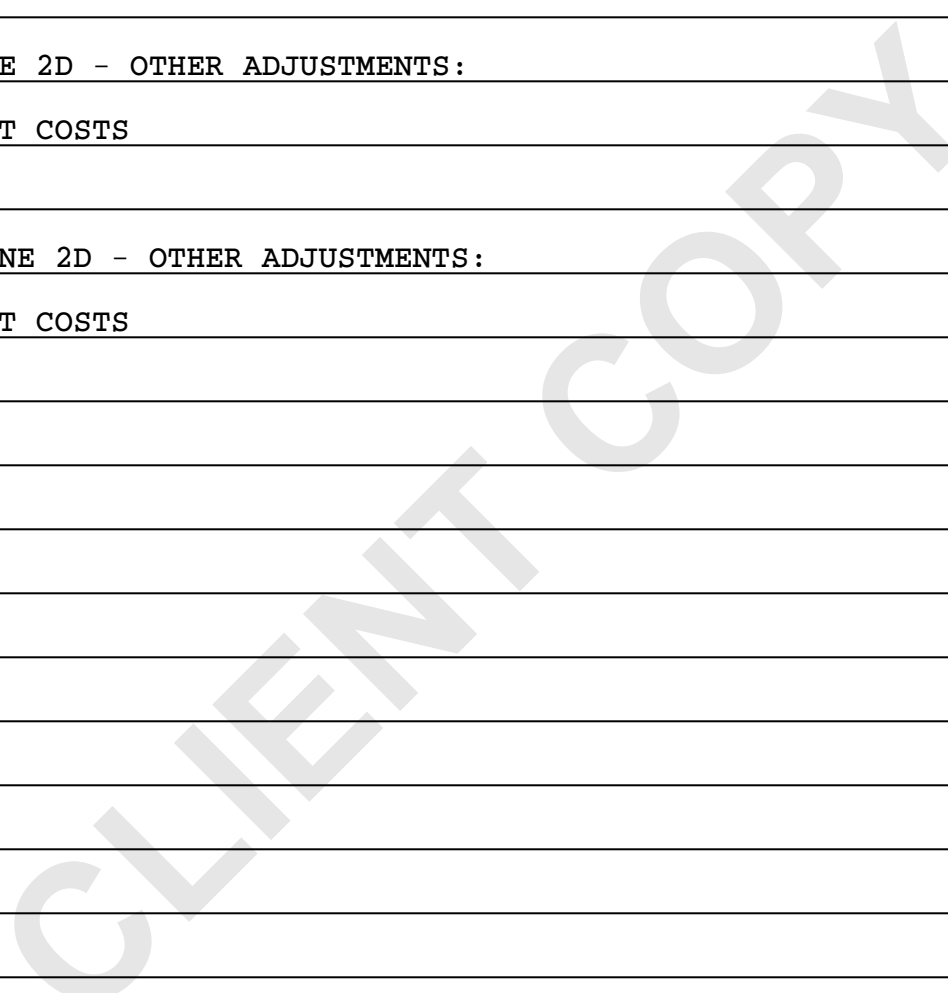 E 2D - OTHER ADJUSTMENTS:
T COSTS
NE 2D - OTHER ADJUSTMENTS:
T COSTS
CLIENT COPY